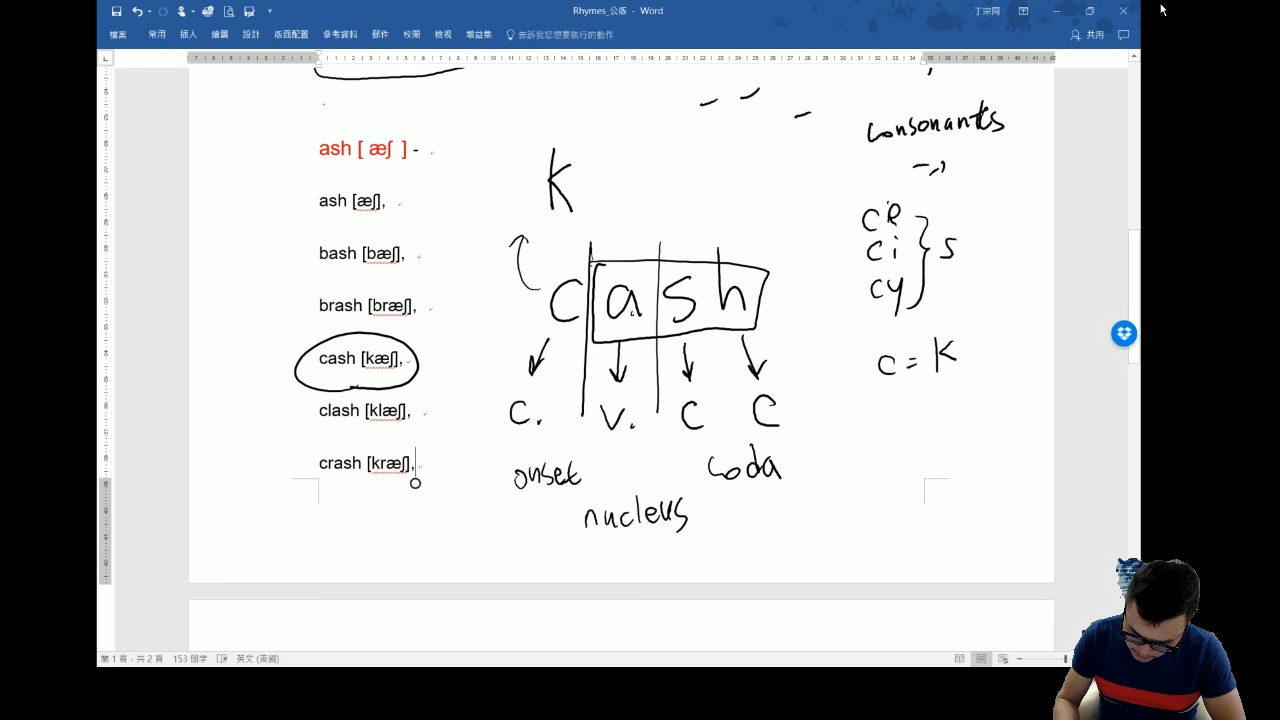 Rhymes_公版 - Word
丁宗同
檔案 常用 插入 繪圖 設計 版面配置 參考資料 郵件 校閱 檢視 增益集 告訴我您想要執行的動作
共用
consonants
ash [ æʃ ] -
K
ash [æʃ],
ce
bash [bæʃ],
ci
s
cy
brash [bræʃ],
cash
cash [kæʃ],
c = K
clash [klæʃ],
c. v. c c
crash [kræʃ],
onset
coda
nucleus
第 1 頁，共 2 頁 153 個字 英文 (美國)